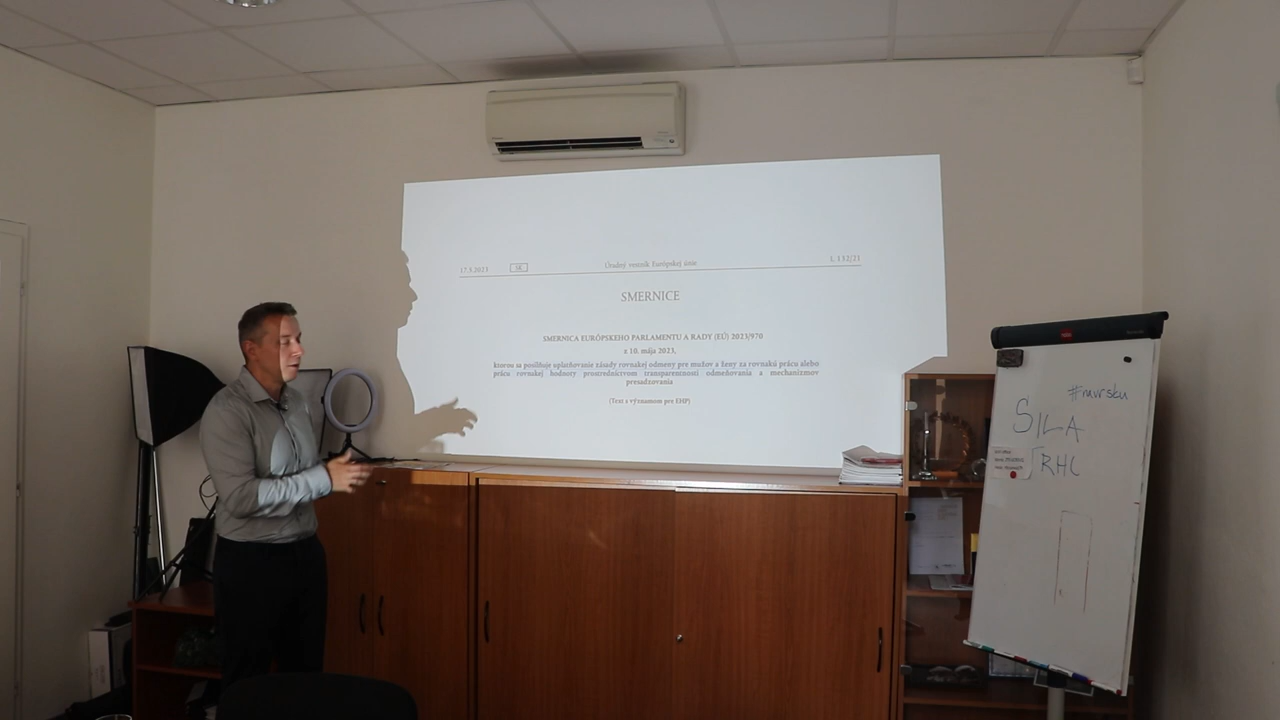 17.5.2023 SK Úradný vestník Európskej únie L 132/21
SMERNICE
SMERNICA EURÓPSKEHO PARLAMENTU A RADY (EÚ) 2023/970
z 10. mája 2023,
ktorou sa posilňuje uplatňovanie zásady rovnakej odmeny pre mužov a ženy za rovnakú prácu alebo
prácu rovnakej hodnoty prostredníctvom transparentnosti odmeňovania a mechanizmov
presadzovania
(Text s významom pre EHP)
#mvrsku
SILA
RHC